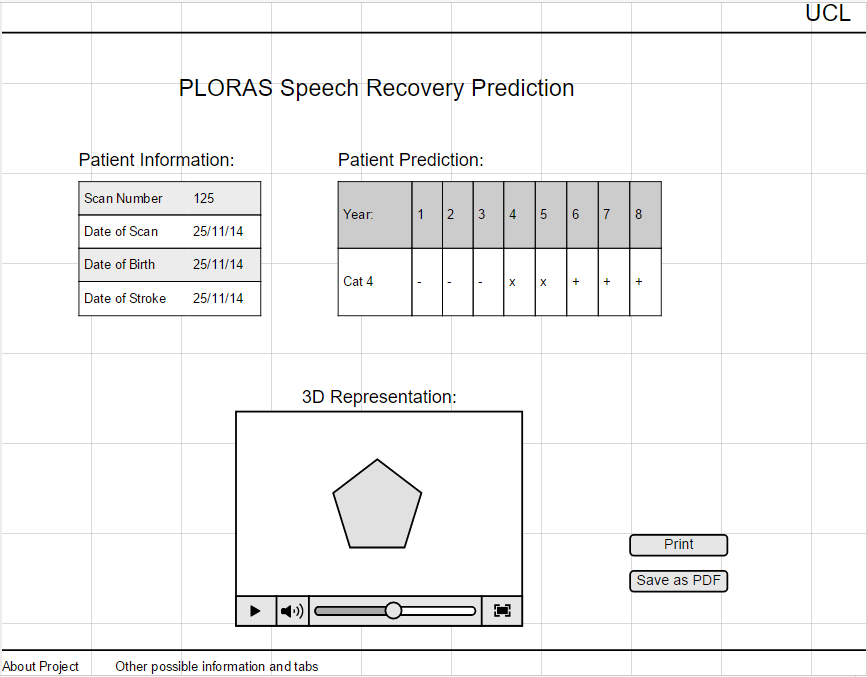 UCL
PLORAS Speech Recovery Prediction
Patient Information:
Scan Number 125
Date of Scan 25/11/14
Date of Birth 25/11/14
Date of Stroke 25/11/14
Patient Prediction:
Year: 1 2 3 4 5 6 7 8
Cat 4 - - - x x + + +
3D Representation:
Print
Save as PDF
About Project Other possible information and tabs